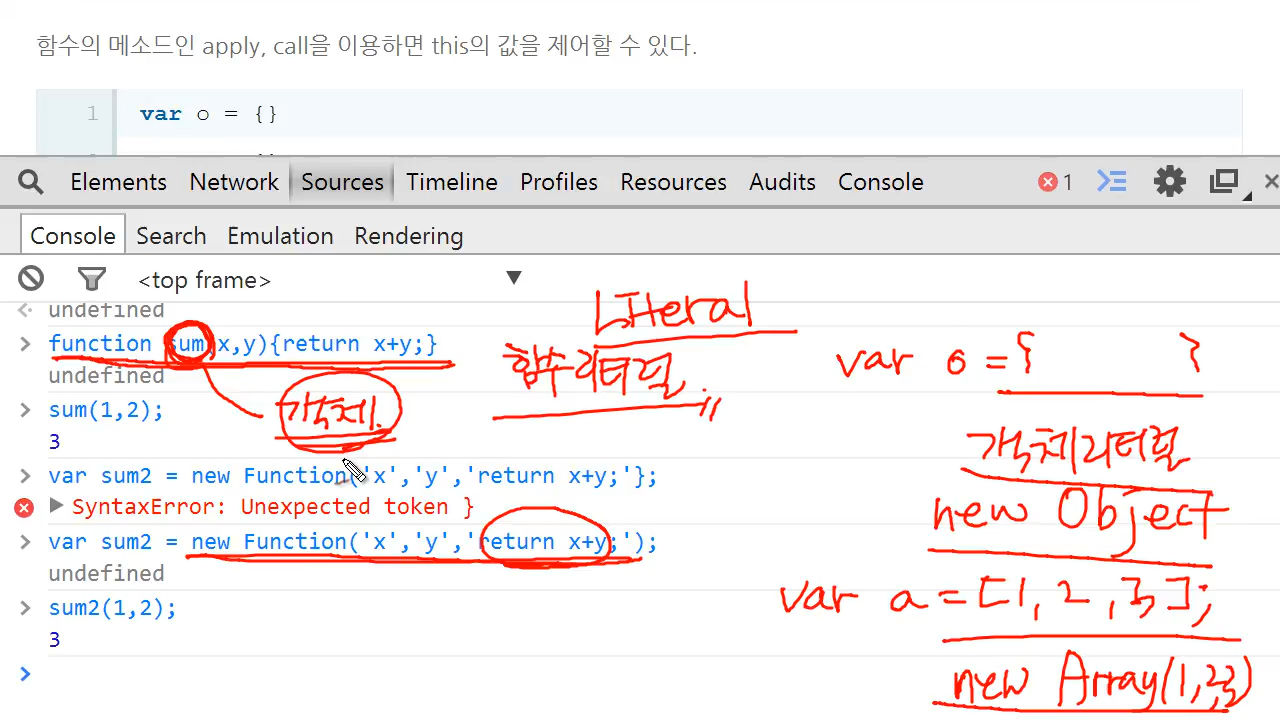 함수의 메소드인 apply, call을 이용하면 this의 값을 제어할 수 있다.
1 var o = {}
Elements Network Sources Timeline Profiles Resources Audits Console 1
Console Search Emulation Rendering
<top frame>
undefined
function sum(x,y){return x+y;}
undefined
sum(1,2);
3
var sum2 = new Function('x','y','return x+y;'};
SyntaxError: Unexpected token }
var sum2 = new Function('x','y','return x+y;');
undefined
sum2(1,2);
3
객체.
Literal
함수리터럴
var o = { }
객체리터럴
new Object
var a = [1, 2, 3];
new Array(1,2,3)